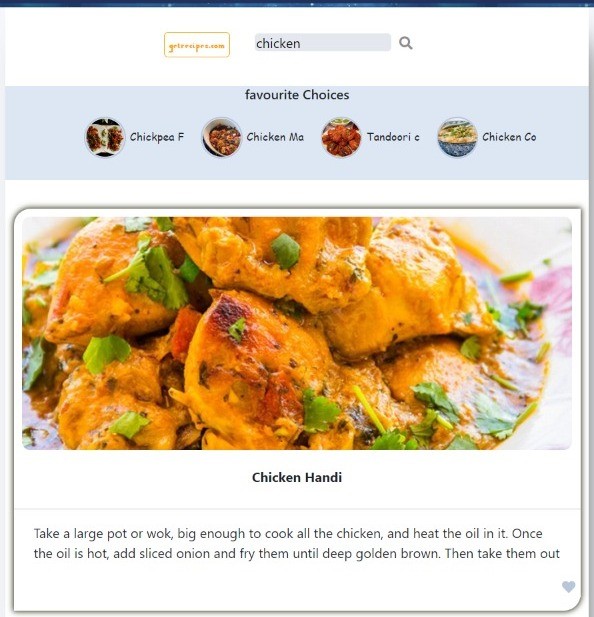 getrecipes.com
chicken
favourite Choices
Chickpea F
Chicken Ma
Tandoori c
Chicken Co
Chicken Handi
Take a large pot or wok, big enough to cook all the chicken, and heat the oil in it. Once
the oil is hot, add sliced onion and fry them until deep golden brown. Then take them out